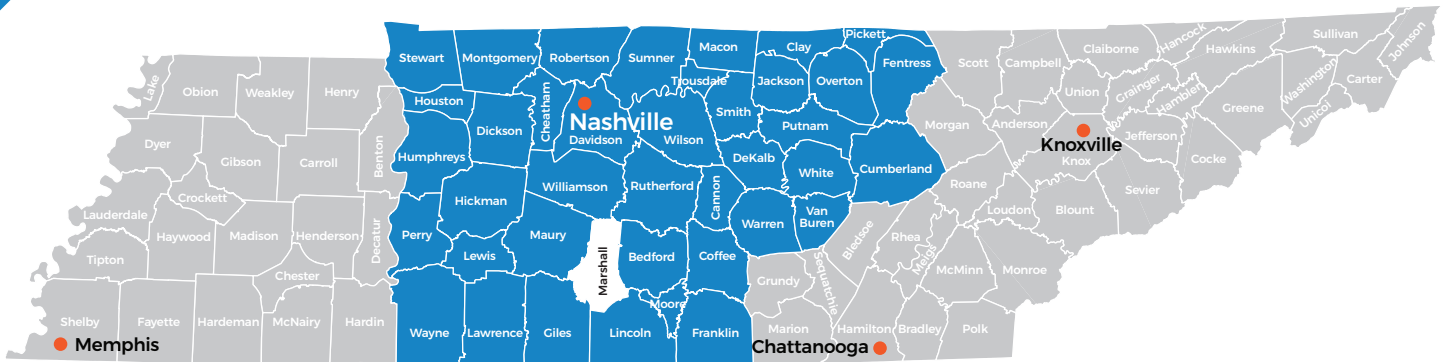 Stewart
Montgomery
Robertson
Sumner
Macon
Clay
Pickett
Fentress
Scott
Campbell
Claiborne
Hancock
Hawkins
Sullivan
Johnson
Lake
Obion
Weakley
Henry
Houston
Dickson
Cheatham
Nashville
Davidson
Trousdale
Wilson
Smith
Jackson
Overton
Putnam
Morgan
Anderson
Union
Grainger
Hamblen
Greene
Washington
Unicoi
Carter
Dyer
Gibson
Carroll
Benton
Humphreys
Hickman
Williamson
Rutherford
Cannon
DeKalb
White
Cumberland
Roane
Knoxville
Knox
Jefferson
Cocke
Sevier
Blount
Loudon
Lauderdale
Crockett
Haywood
Madison
Henderson
Decatur
Perry
Lewis
Maury
Marshall
Bedford
Coffee
Warren
Van
Buren
Bledsoe
Rhea
Meigs
McMinn
Monroe
Tipton
Chester
Grundy
Sequatchie
Shelby
Fayette
Hardeman
McNairy
Hardin
Wayne
Lawrence
Giles
Lincoln
Moore
Franklin
Marion
Hamilton
Bradley
Polk
Memphis
Chattanooga